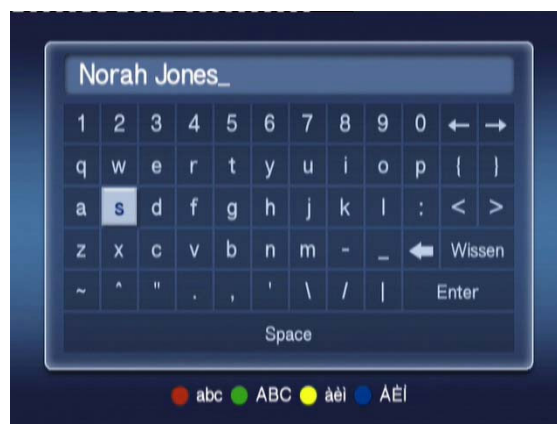 Norah Jones_
1 2 3 4 5 6 7 8 9 0 ← →
q w e r t y u i o p { }
a s d f g h j k l : < >
z x c v b n m - _ ⬅ Wissen
~ ^ " . , ' \ / | Enter
Space
abc ABC àèì ÀÈÌ